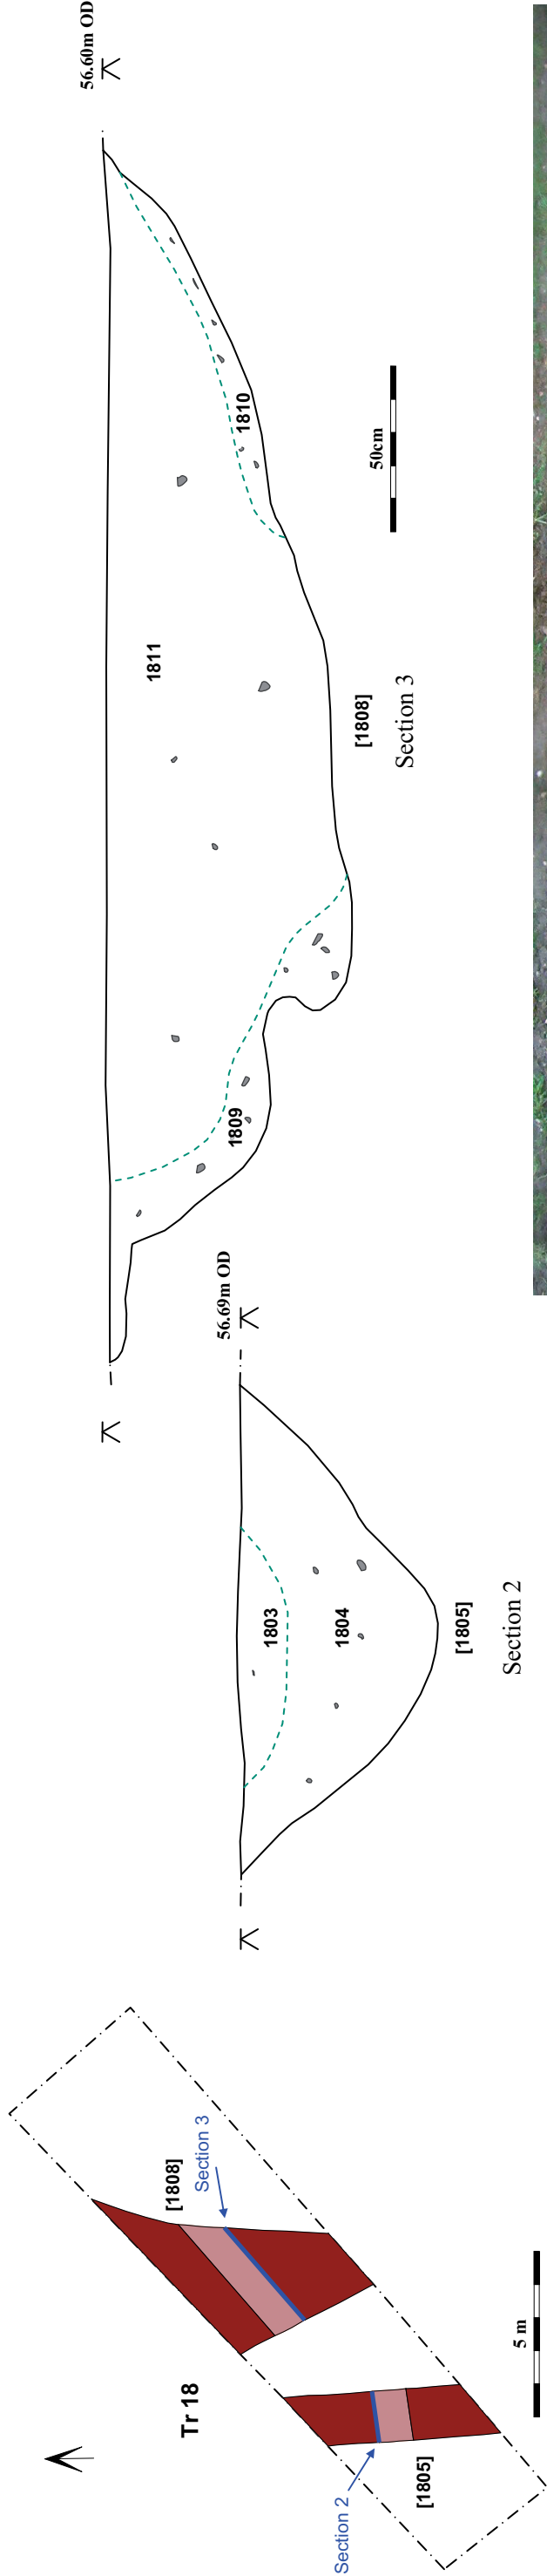 56.60m OD
1810
1811
50cm
[1808]
Section 3
1809
56.69m OD
1803
1804
[1805]
Section 2
[1808]
Section 3
Tr 18
5 m
Section 2
[1805]